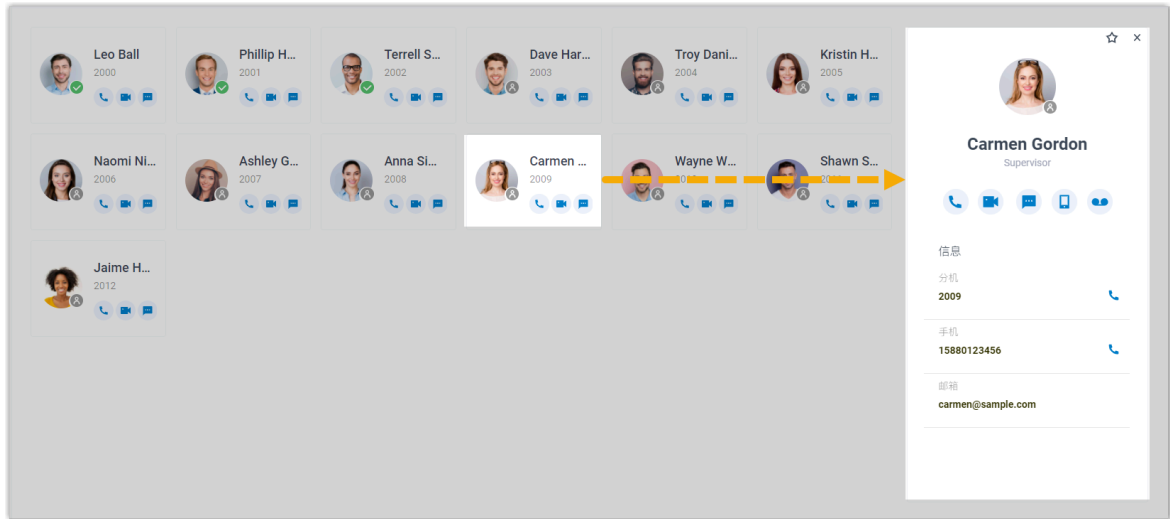 Leo Ball
2000
Phillip H...
2001
Terrell S...
2002
Dave Har...
2003
Troy Dani...
2004
Kristin H...
2005
Naomi Ni...
2006
Ashley G...
2007
Anna Si...
2008
Carmen ...
2009
Wayne W...
Shawn S...
Jaime H...
2012
Carmen Gordon
Supervisor
信息
分机
2009
手机
15880123456
邮箱
carmen@sample.com